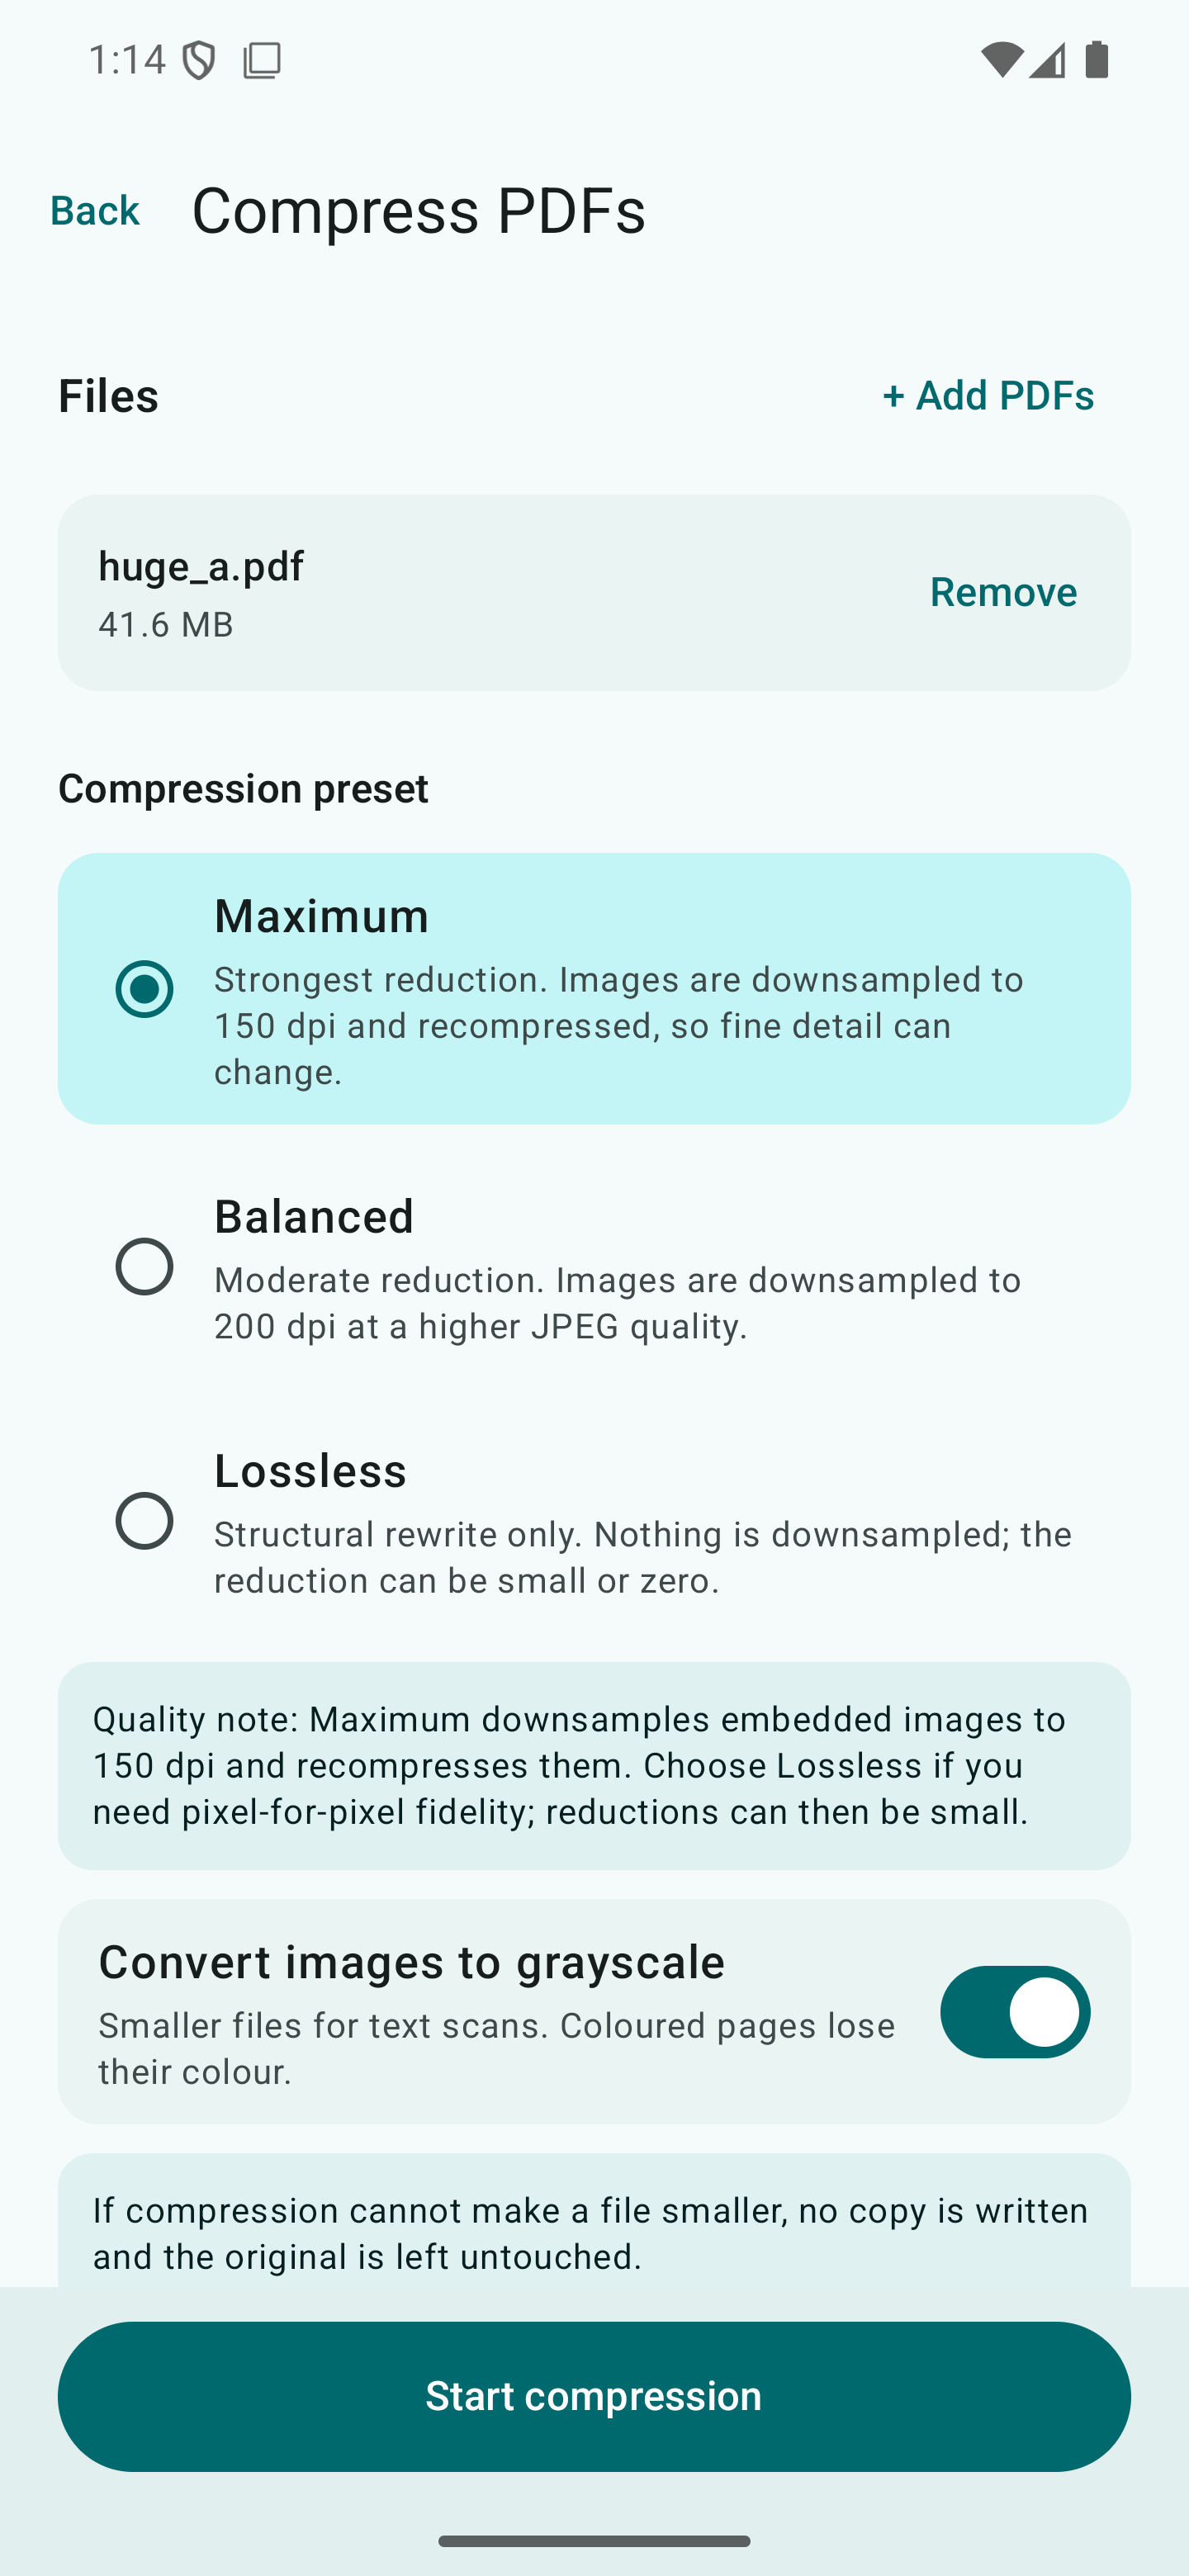 1:14
Back Compress PDFs
Files + Add PDFs
huge_a.pdf
41.6 MB
Remove
Compression preset
Maximum
Strongest reduction. Images are downsampled to
150 dpi and recompressed, so fine detail can
change.
Balanced
Moderate reduction. Images are downsampled to
200 dpi at a higher JPEG quality.
Lossless
Structural rewrite only. Nothing is downsampled; the
reduction can be small or zero.
Quality note: Maximum downsamples embedded images to
150 dpi and recompresses them. Choose Lossless if you
need pixel-for-pixel fidelity; reductions can then be small.
Convert images to grayscale
Smaller files for text scans. Coloured pages lose
their colour.
If compression cannot make a file smaller, no copy is written
and the original is left untouched.
Start compression